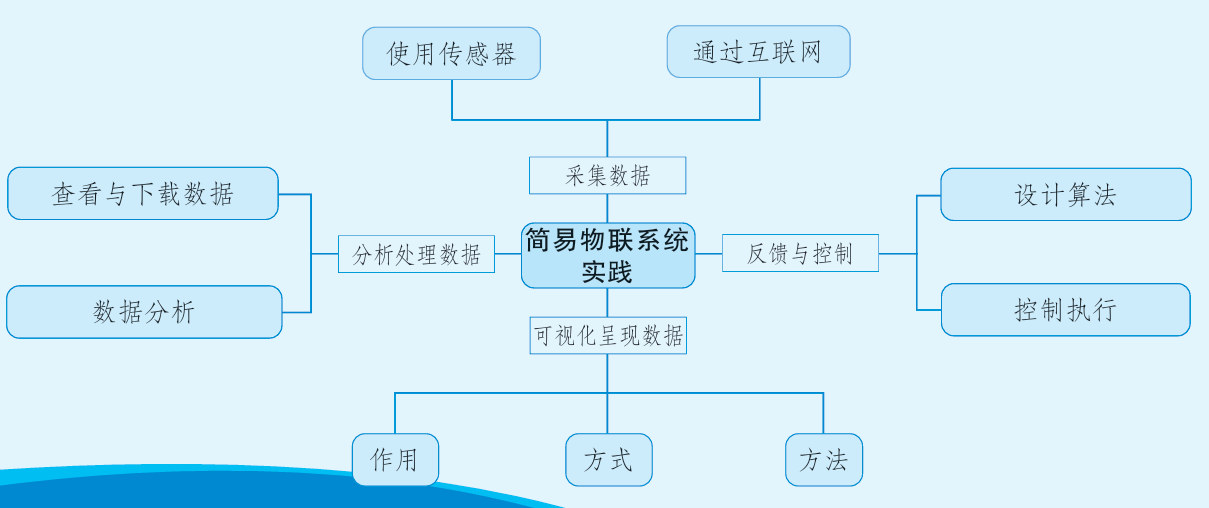 使用传感器
通过互联网
采集数据
查看与下载数据
设计算法
分析处理数据
简易物联系统
实践
反馈与控制
数据分析
控制执行
可视化呈现数据
作用
方式
方法